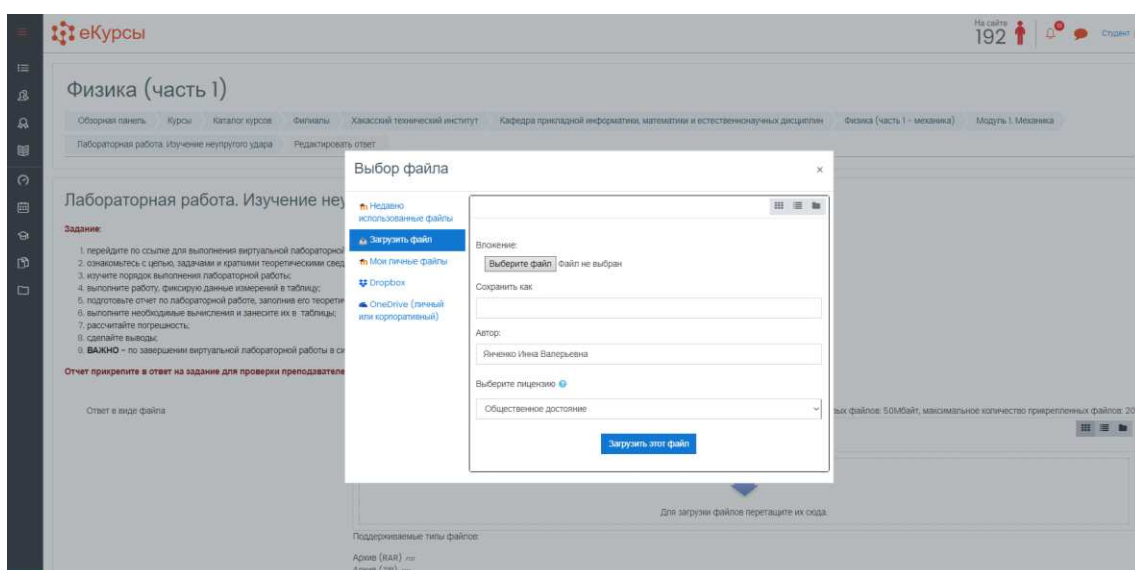 еКурсы
На сайте
192
Студент
Физика (часть 1)
Обзорная панель Курсы Каталог курсов Филиалы Хакасский технический институт Кафедра прикладной информатики, математики и естественнонаучных дисциплин Физика (часть 1 - механика) Модуль 1. Механика
Лабораторная работа. Изучение неупругого удара Редактировать ответ
Выбор файла ×
Недавно
использованные файлы
Загрузить файл
Мои личные файлы
Dropbox
OneDrive (личный
или корпоративный)
Вложение:
Выберите файл Файл не выбран
Сохранить как
Автор:
Янченко Инна Валерьевна
Выберите лицензию
Общественное достояние
Загрузить этот файл
Лабораторная работа. Изучение неу
Задание:
1. перейдите по ссылке для выполнения виртуальной лабораторной
2. ознакомьтесь с целью, задачами и краткими теоретическими свед
3. изучите порядок выполнения лабораторной работы;
4. выполните работу, фиксирую данные измерений в таблицу;
5. подготовьте отчет по лабораторной работе, заполнив его теорети
6. выполните необходимые вычисления и занесите их в таблицы;
7. рассчитайте погрешность;
8. сделайте выводы;
9. ВАЖНО – по завершении виртуальной лабораторной работы в си
Отчет прикрепите в ответ на задание для проверки преподавателе
Ответ в виде файла
ых файлов: 50Мбайт, максимальное количество прикрепленных файлов: 20
Для загрузки файлов перетащите их сюда.
Поддерживаемые типы файлов:
Архив (RAR) .rar
Архив (ZIP)